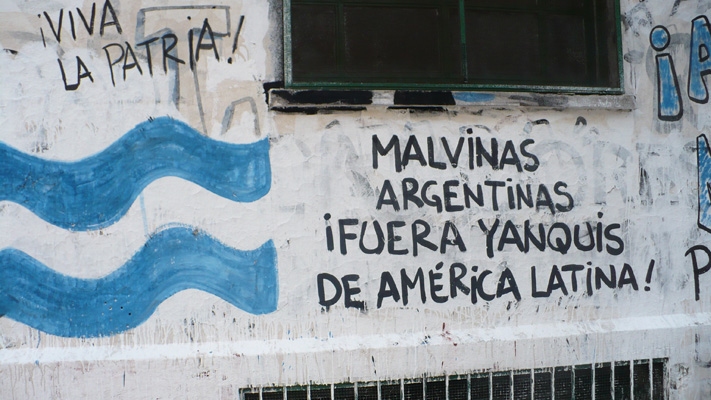 ¡VIVA
LA PATRIA!
MALVINAS
ARGENTINAS
¡FUERA YANQUIS
DE AMÉRICA LATINA!